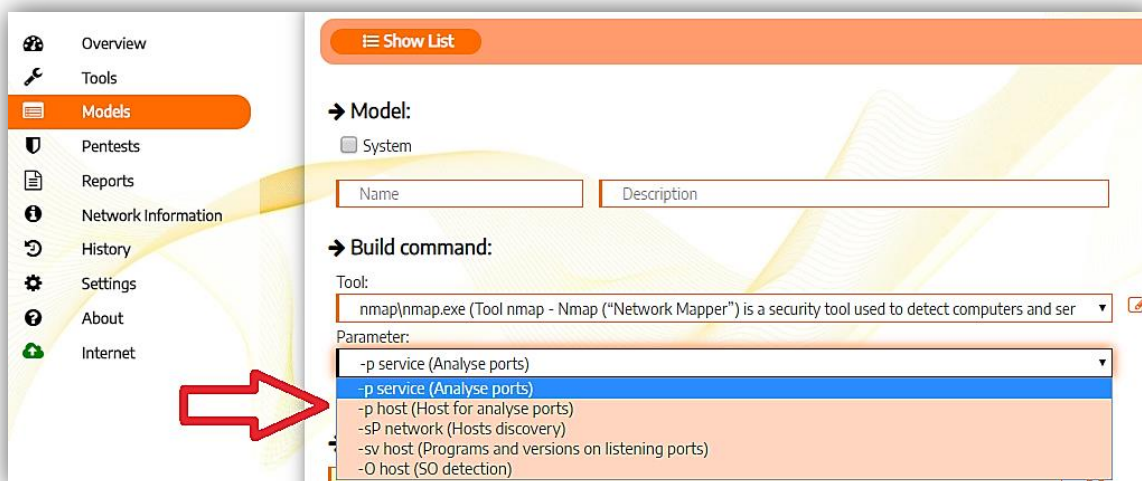 Overview
Tools
Models
Pentests
Reports
Network Information
History
Settings
About
Internet
Show List
Model:
System
Name Description
Build command:
Tool:
nmap\nmap.exe (Tool nmap - Nmap (“Network Mapper”) is a security tool used to detect computers and ser
Parameter:
-p service (Analyse ports)
-p service (Analyse ports)
-p host (Host for analyse ports)
-sP network (Hosts discovery)
-sv host (Programs and versions on listening ports)
-O host (SO detection)